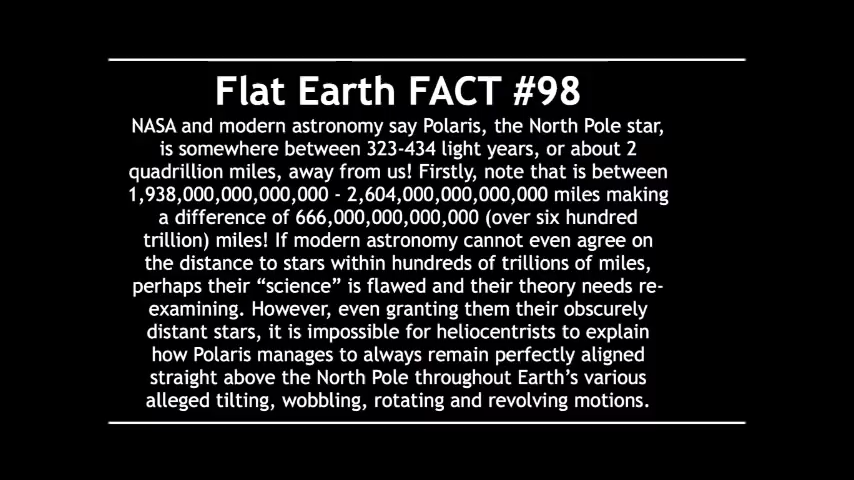 Flat Earth FACT #98
NASA and modern astronomy say Polaris, the North Pole star,
is somewhere between 323-434 light years, or about 2
quadrillion miles, away from us! Firstly, note that is between
1,938,000,000,000,000 - 2,604,000,000,000,000 miles making
a difference of 666,000,000,000,000 (over six hundred
trillion) miles! If modern astronomy cannot even agree on
the distance to stars within hundreds of trillions of miles,
perhaps their “science” is flawed and their theory needs re-
examining. However, even granting them their obscurely
distant stars, it is impossible for heliocentrists to explain
how Polaris manages to always remain perfectly aligned
straight above the North Pole throughout Earth’s various
alleged tilting, wobbling, rotating and revolving motions.